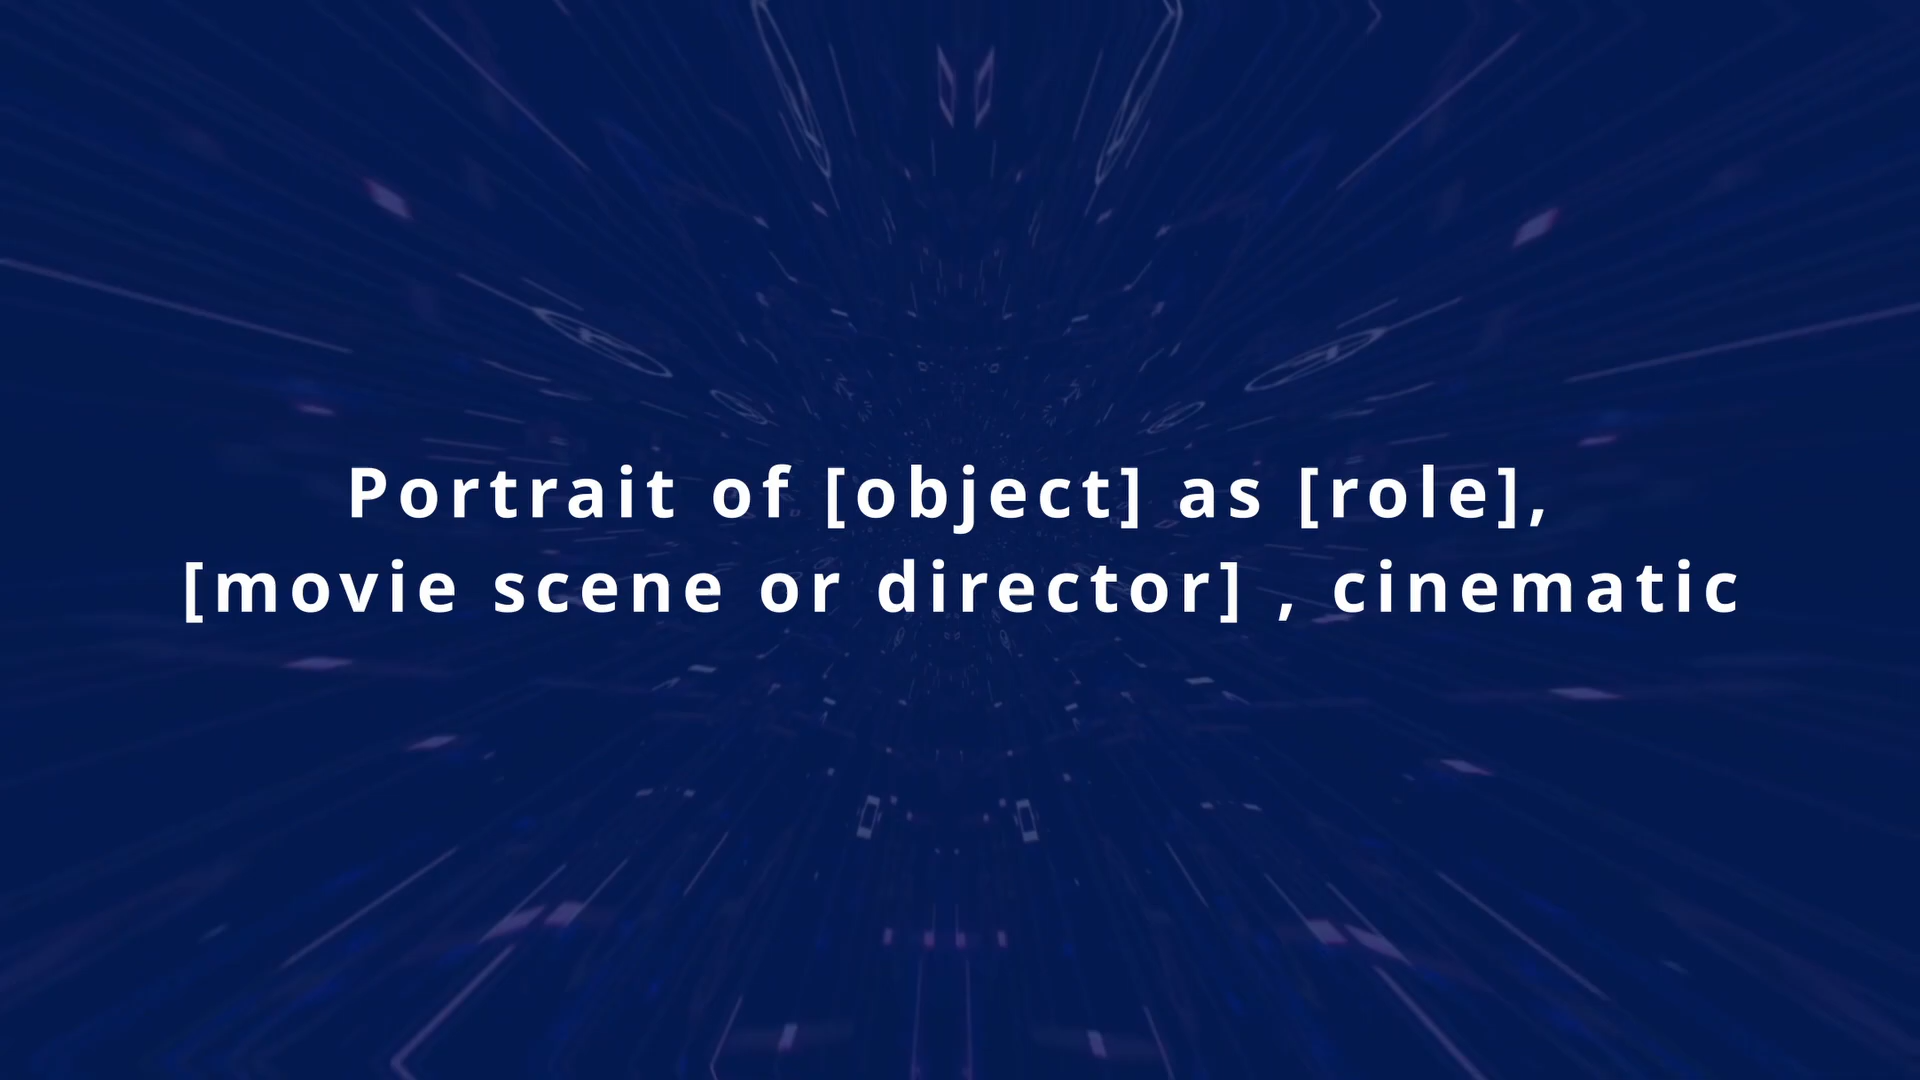 Portrait of [object] as [role],
[movie scene or director] , cinematic